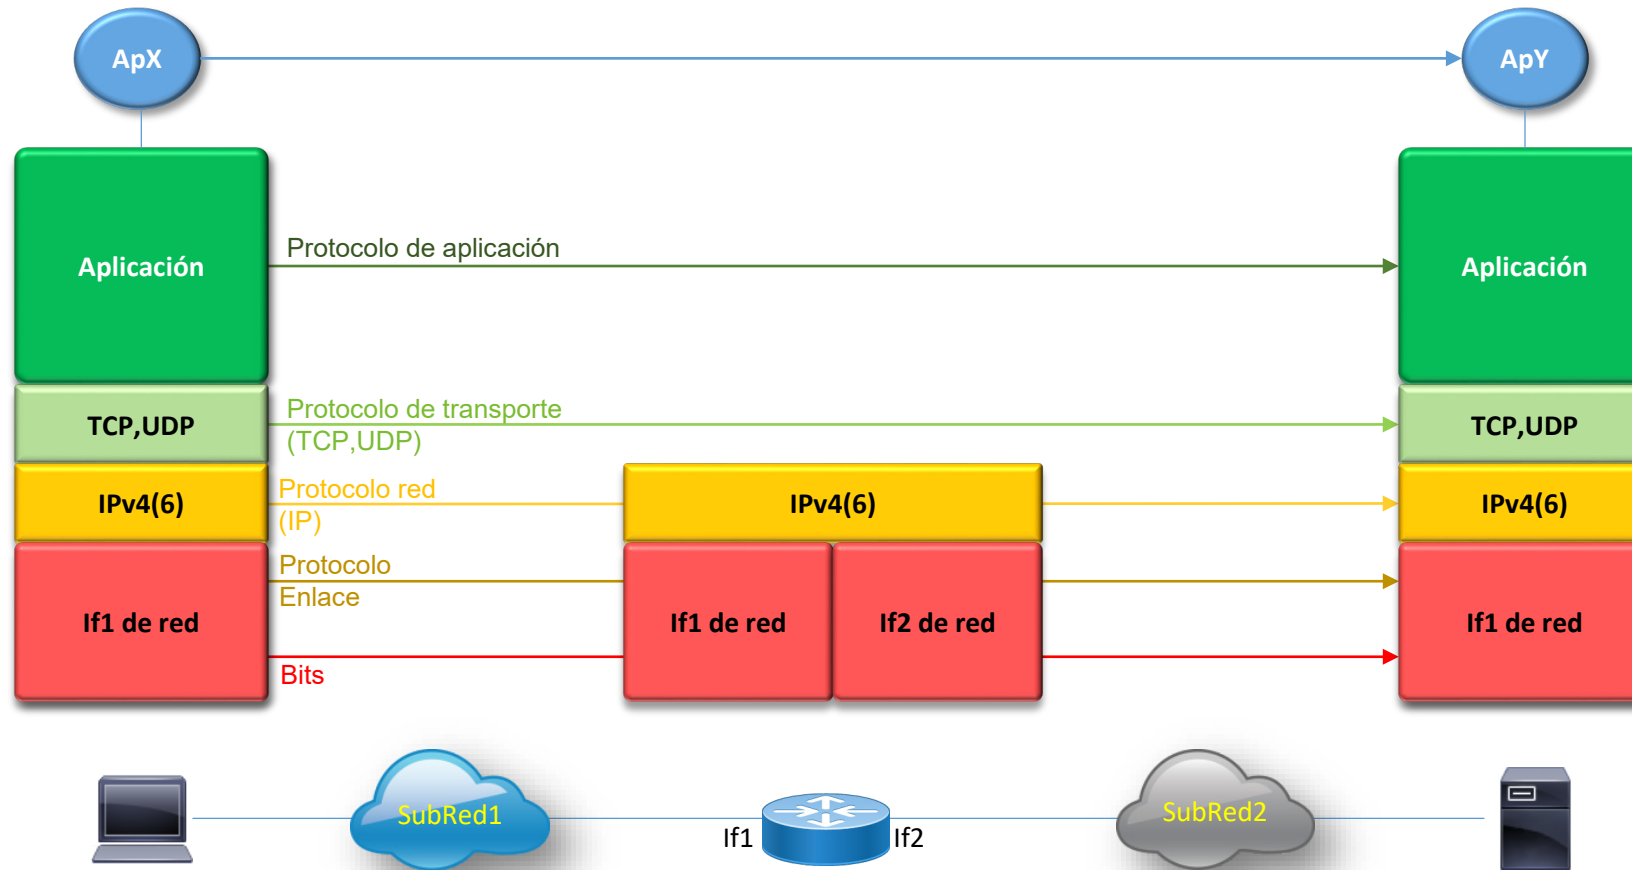 ApX
ApY
Aplicación
Protocolo de aplicación
Aplicación
TCP,UDP
Protocolo de transporte
(TCP,UDP)
TCP,UDP
IPv4(6)
Protocolo red
(IP)
IPv4(6)
IPv4(6)
If1 de red
Protocolo
Enlace
Bits
If1 de red
If2 de red
If1 de red
SubRed1
If1
If2
SubRed2